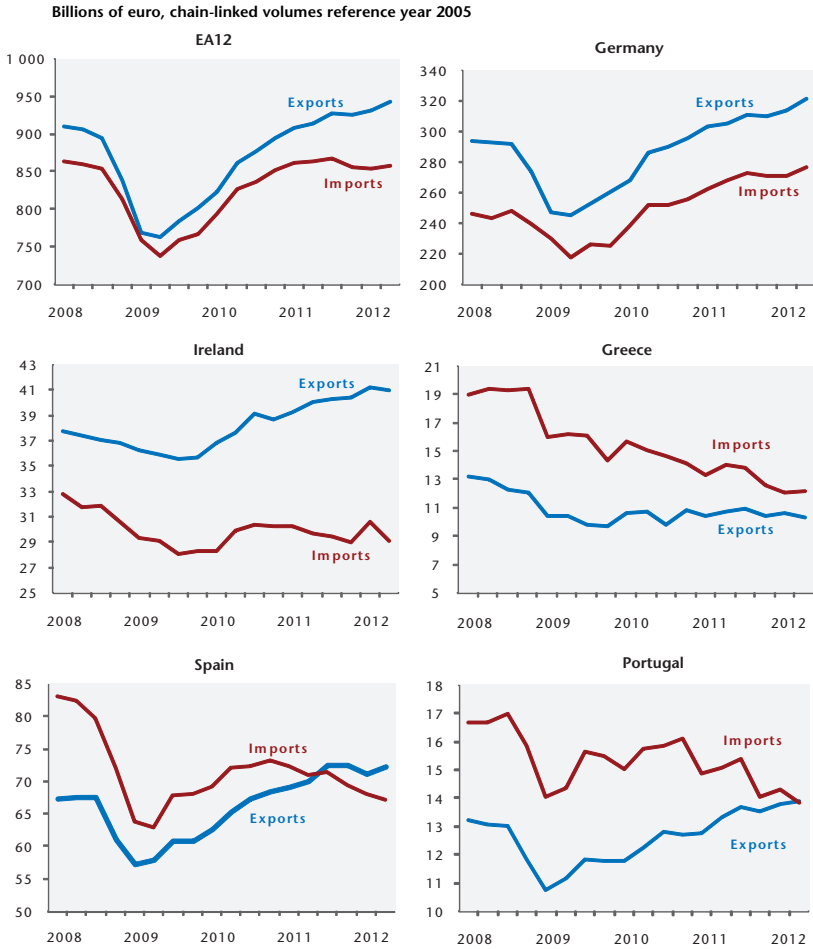 Billions of euro, chain-linked volumes reference year 2005
EA12
1 000
950
900
850
800
750
700
Exports
Imports
2008 2009 2010 2011 2012
Germany
340
320
300
280
260
240
220
200
Exports
Imports
2008 2009 2010 2011 2012
Ireland
43
41
39
37
35
33
31
29
27
25
Exports
Imports
2008 2009 2010 2011 2012
Greece
21
19
17
15
13
11
9
7
5
Imports
Exports
2008 2009 2010 2011 2012
Spain
85
80
75
70
65
60
55
50
Imports
Exports
2008 2009 2010 2011 2012
Portugal
18
17
16
15
14
13
12
11
10
Imports
Exports
2008 2009 2010 2011 2012